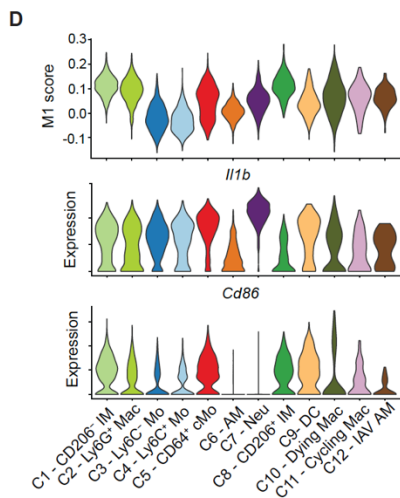 D
M1 score
0.3
0.2
0.1
0.0
-0.1
Il1b
Expression
Cd86
Expression
C1 - CD206⁻ IM
C2 - Ly6G⁺ Mac
C3 - Ly6C⁻ Mo
C4 - Ly6C⁺ Mo
C5 - CD64⁺ cMo
C6 - AM
C7 - Neu
C8 - CD206⁺ IM
C9- DC
C10 - Dying Mac
C11 - Cycling Mac
C12 - IAV AM